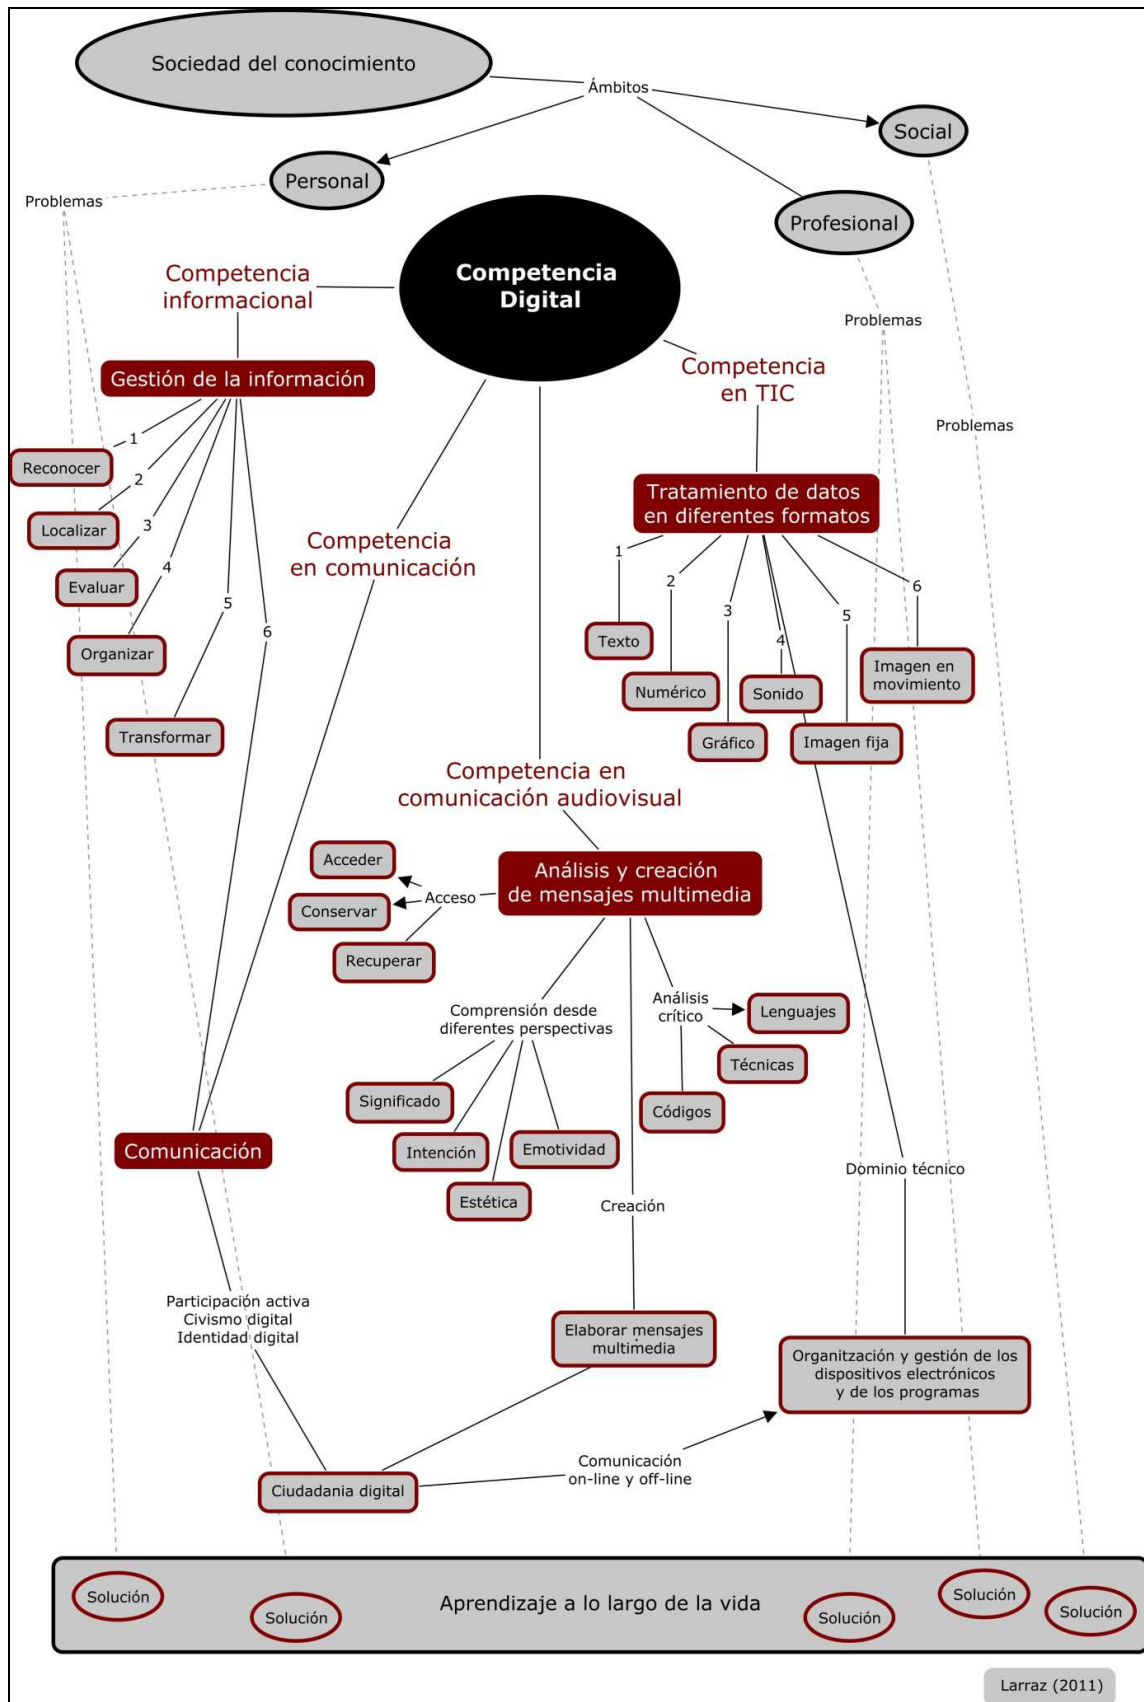 Sociedad del conocimiento
Ámbitos
Social
Personal
Problemas
Profesional
Competencia
Digital
Competencia
informacional
Problemas
Gestión de la información
Competencia
en TIC
Problemas
1
Reconocer
2
Localizar
3
Evaluar
4
Organizar
5
Transformar
6
Tratamiento de datos
en diferentes formatos
Competencia
en comunicación
1
2
3
4
5
6
Texto
Numérico
Gráfico
Sonido
Imagen fija
Imagen en
movimiento
Competencia en
comunicación audiovisual
Análisis y creación
de mensajes multimedia
Acceder
Acceso
Conservar
Recuperar
Comprensión desde
diferentes perspectivas
Análisis
crítico
Lenguajes
Técnicas
Códigos
Significado
Intención
Estética
Emotividad
Comunicación
Creación
Dominio técnico
Participación activa
Civismo digital
Identidad digital
Elaborar mensajes
multimedia
Organitzación y gestión de los
dispositivos electrónicos
y de los programas
Comunicación
on-line y off-line
Ciudadania digital
Solución
Solución
Aprendizaje a lo largo de la vida
Solución
Solución
Solución
Larraz (2011)